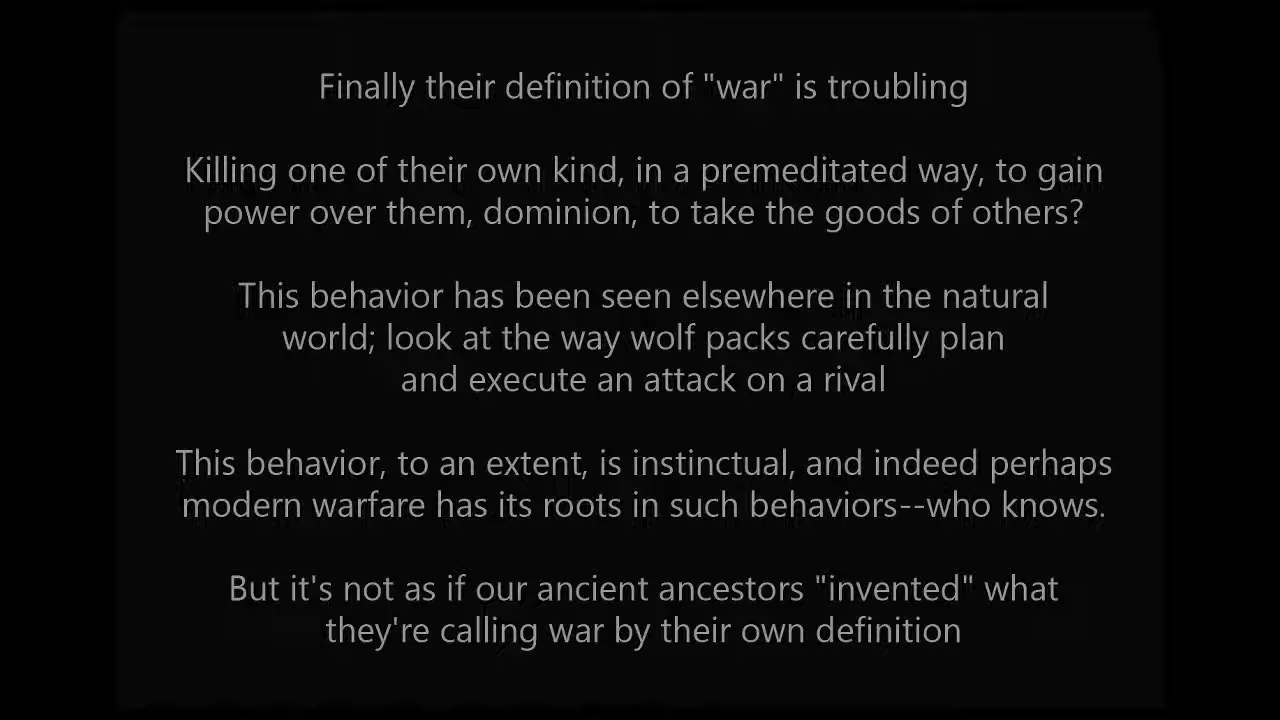 Finally their definition of "war" is troubling
Killing one of their own kind, in a premeditated way, to gain
power over them, dominion, to take the goods of others?
This behavior has been seen elsewhere in the natural
world; look at the way wolf packs carefully plan
and execute an attack on a rival
This behavior, to an extent, is instinctual, and indeed perhaps
modern warfare has its roots in such behaviors--who knows.
But it's not as if our ancient ancestors "invented" what
they're calling war by their own definition